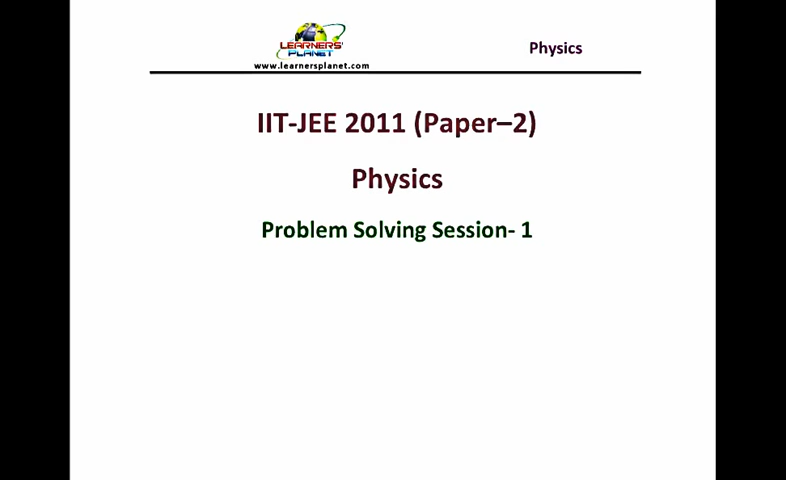 LEARNERS'
PLANET
www.learnersplanet.com
Physics
IIT-JEE 2011 (Paper–2)
Physics
Problem Solving Session- 1